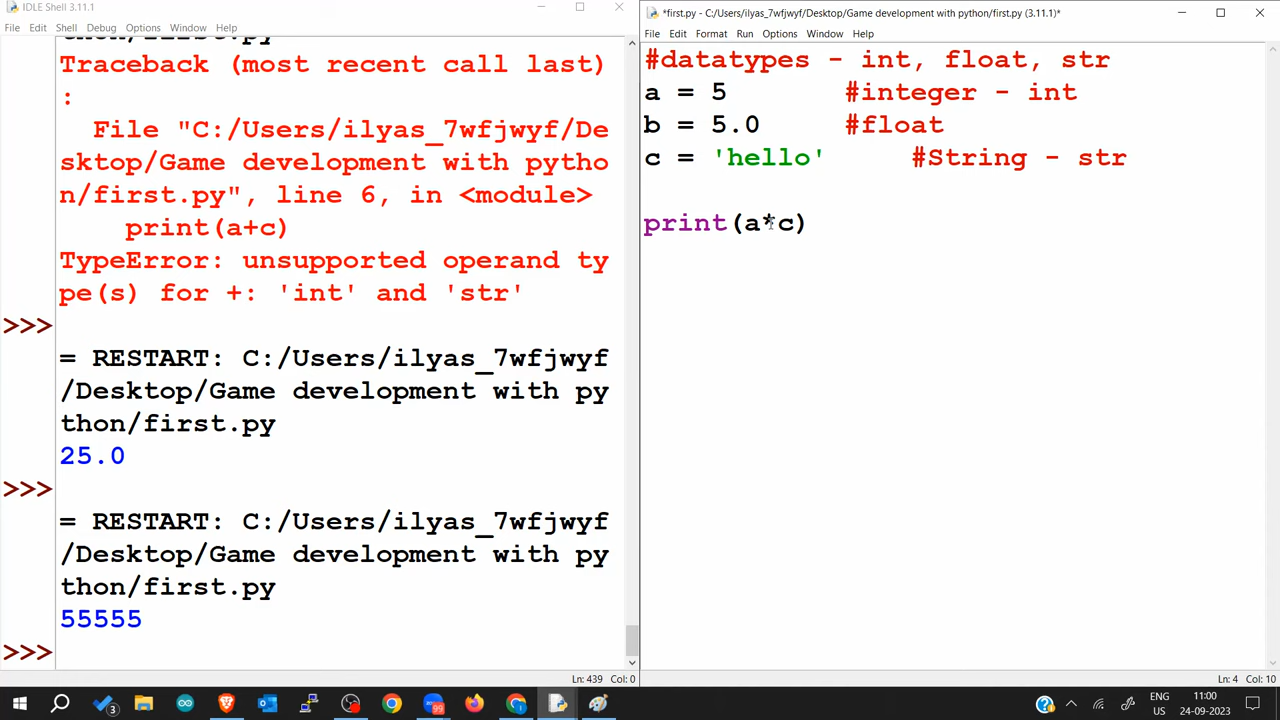 IDLE Shell 3.11.1
File Edit Shell Debug Options Window Help
Traceback (most recent call last)
:
File "C:/Users/ilyas_7wfjwyf/De
sktop/Game development with pytho
n/first.py", line 6, in <module>
print(a+c)
TypeError: unsupported operand ty
pe(s) for +: 'int' and 'str'
>>>
= RESTART: C:/Users/ilyas_7wfjwyf
/Desktop/Game development with py
thon/first.py
25.0
>>>
= RESTART: C:/Users/ilyas_7wfjwyf
/Desktop/Game development with py
thon/first.py
55555
>>>
Ln: 439 Col: 0
*first.py - C:/Users/ilyas_7wfjwyf/Desktop/Game development with python/first.py (3.11.1)*
File Edit Format Run Options Window Help
#datatypes - int, float, str
a = 5 #integer - int
b = 5.0 #float
c = 'hello' #String - str
print(a*c)
Ln: 4 Col: 10
3
99
ENG
US
11:00
24-09-2023